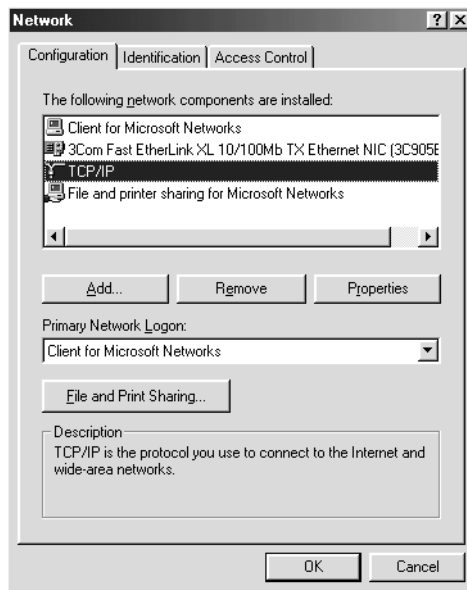 Network
Configuration Identification Access Control
The following network components are installed:
Client for Microsoft Networks
3Com Fast EtherLink XL 10/100Mb TX Ethernet NIC (3C905B
TCP/IP
File and printer sharing for Microsoft Networks
Add... Remove Properties
Primary Network Logon:
Client for Microsoft Networks
File and Print Sharing...
Description
TCP/IP is the protocol you use to connect to the Internet and
wide-area networks.
OK Cancel